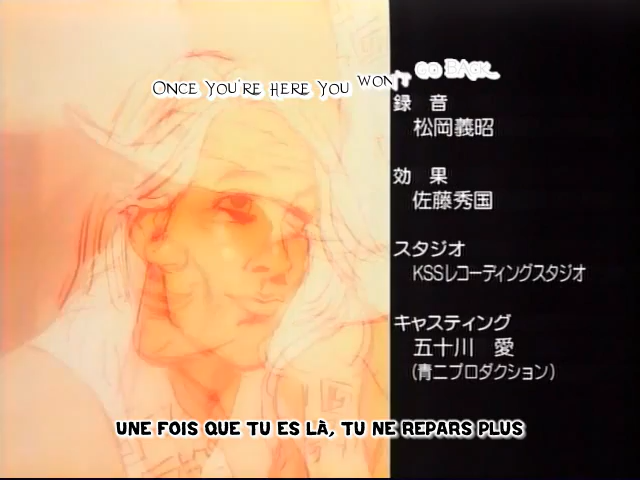 Once you're here you won't go back
録　音
松岡義昭
効　果
佐藤秀国
スタジオ
KSSレコーディングスタジオ
キャスティング
五十川　愛
(青二プロダクション)
UNE FOIS QUE TU ES LÀ, TU NE REPARS PLUS